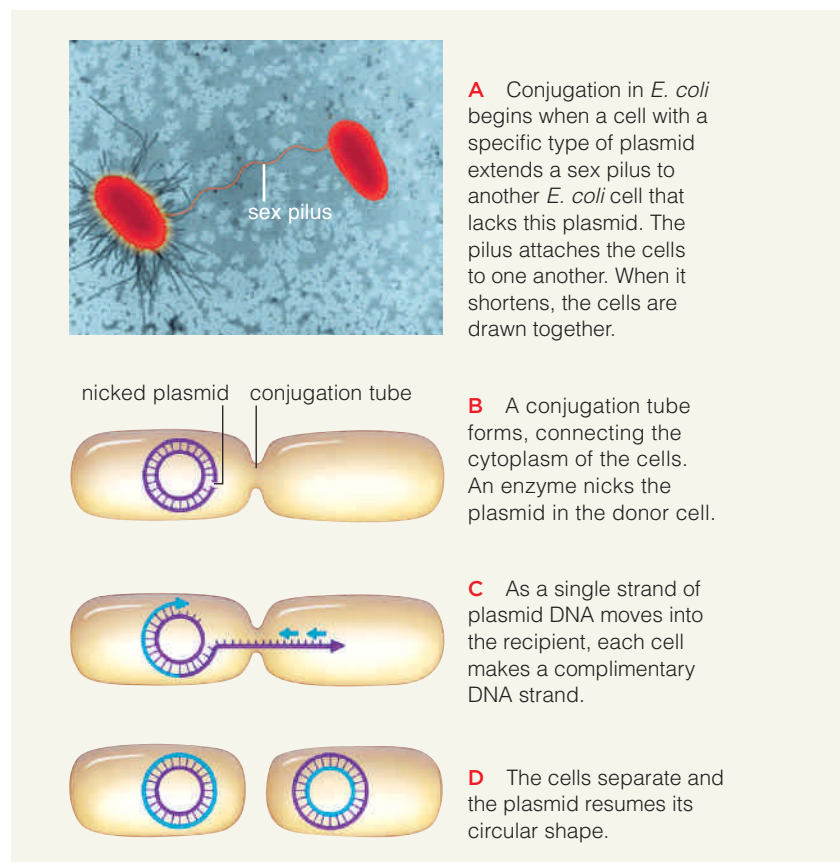 sex pilus
A Conjugation in E. coli
begins when a cell with a
specific type of plasmid
extends a sex pilus to
another E. coli cell that
lacks this plasmid. The
pilus attaches the cells
to one another. When it
shortens, the cells are
drawn together.
nicked plasmid
conjugation tube
B A conjugation tube
forms, connecting the
cytoplasm of the cells.
An enzyme nicks the
plasmid in the donor cell.
C As a single strand of
plasmid DNA moves into
the recipient, each cell
makes a complimentary
DNA strand.
D The cells separate and
the plasmid resumes its
circular shape.